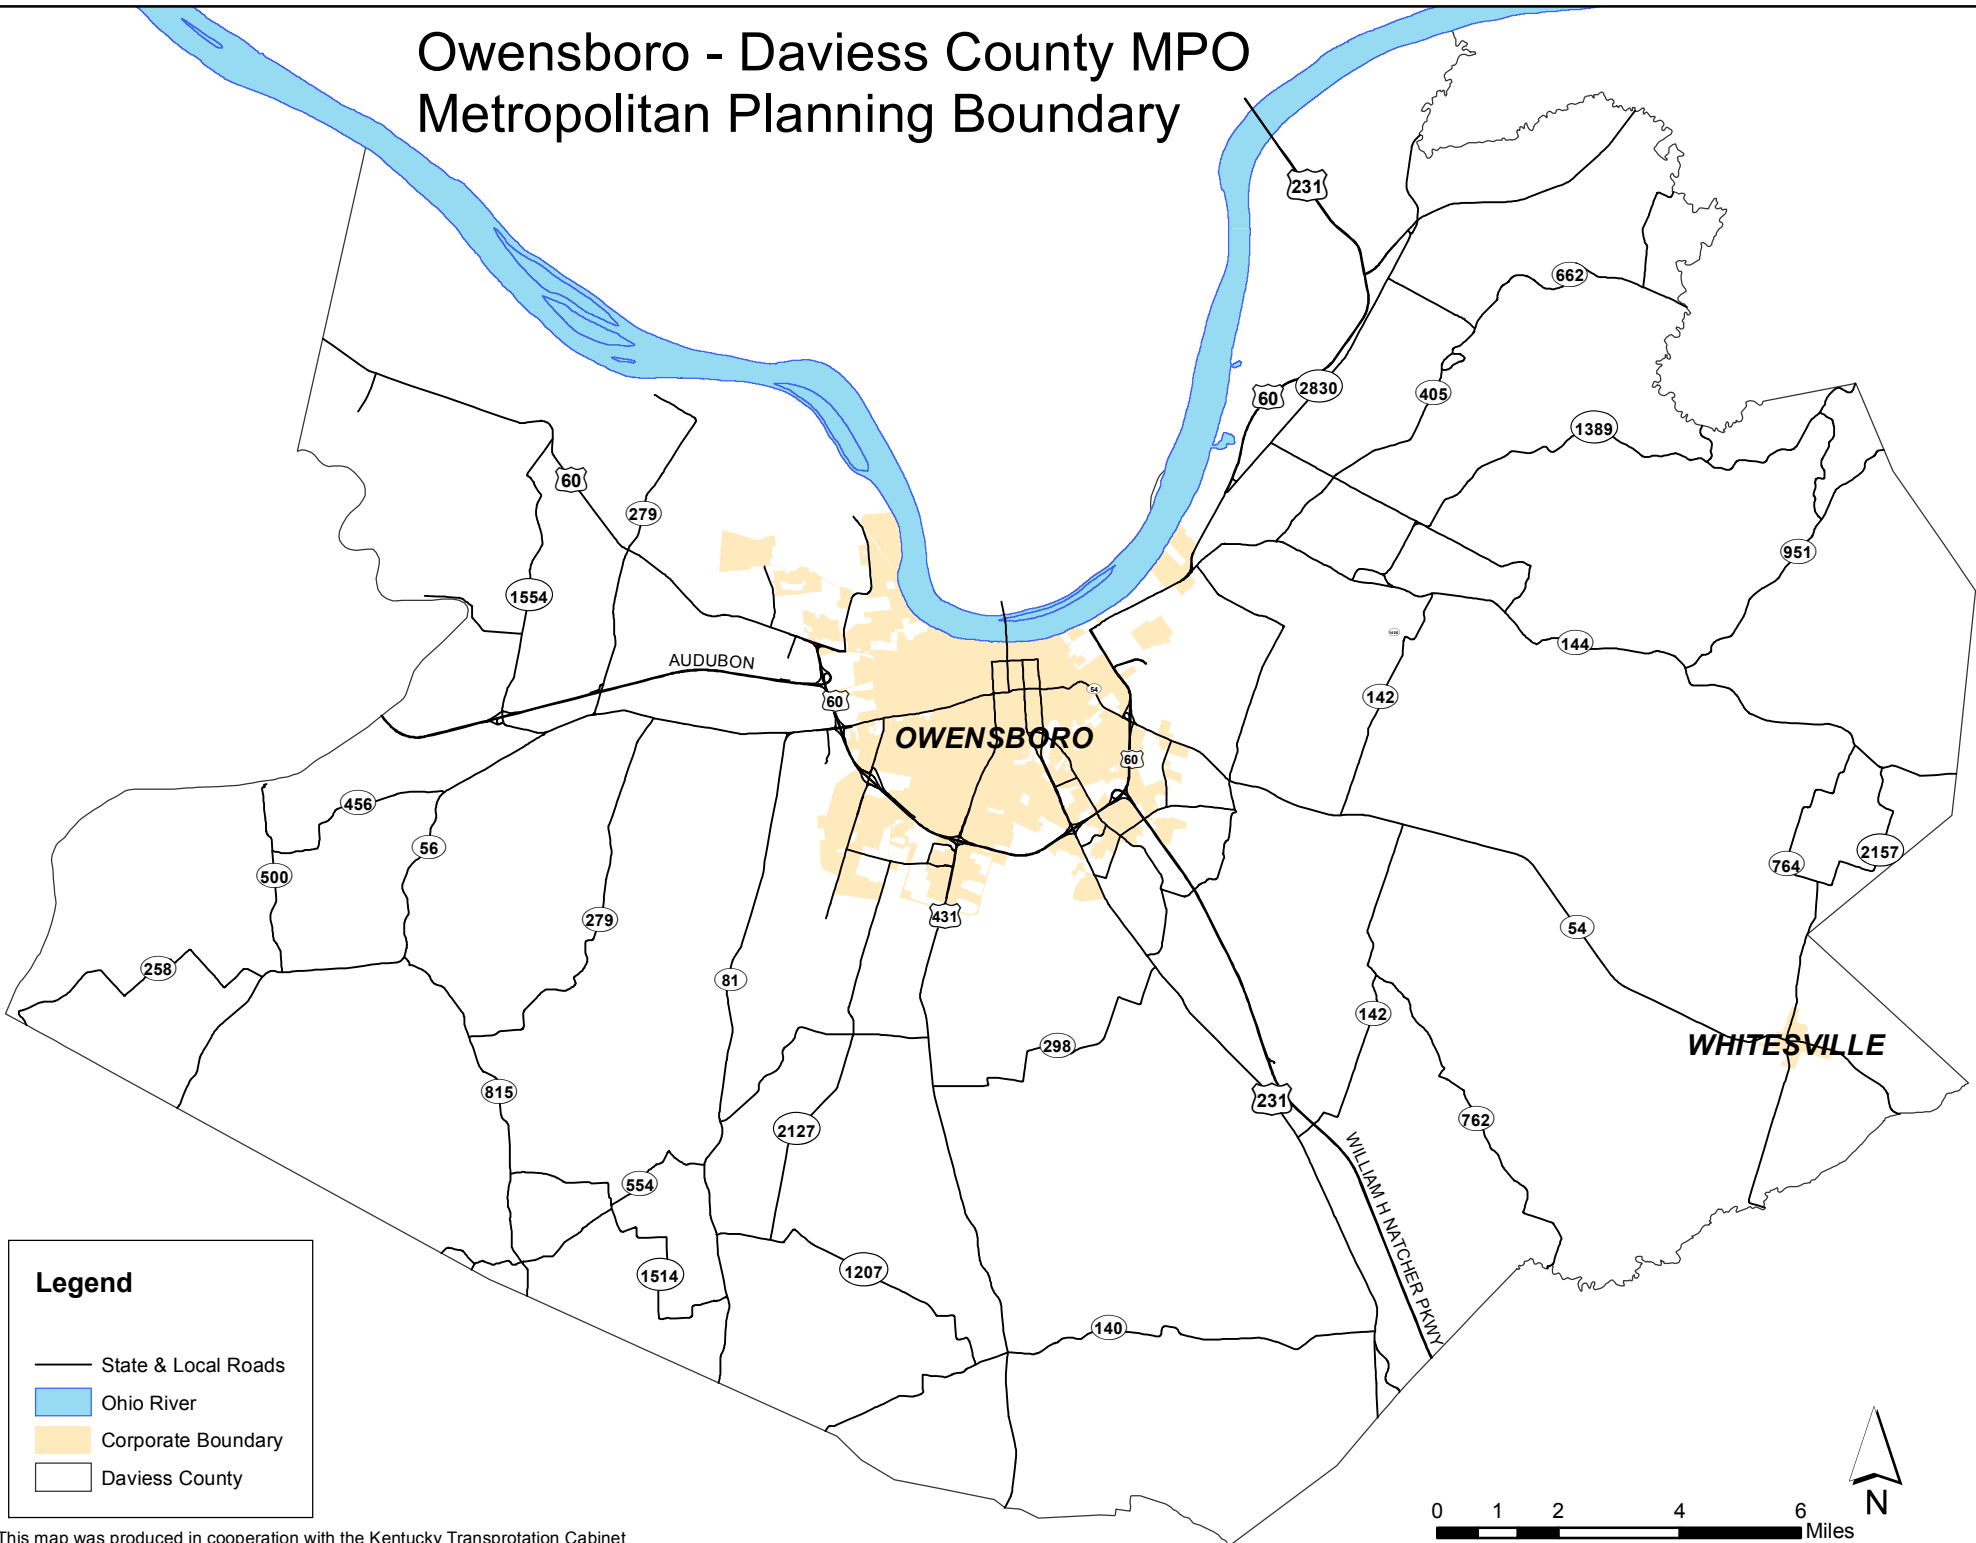 Owensboro - Daviess County MPO
Metropolitan Planning Boundary
231
662
60
2830
405
1389
60
279
951
1554
144
AUDUBON
142
54
60
OWENSBORO
60
456
56
764
2157
500
431
279
54
258
81
142
298
WHITESVILLE
815
231
762
2127
WILLIAM H NATCHER PKWY
554
1514
1207
140
Legend
State & Local Roads
Ohio River
Corporate Boundary
Daviess County
N
0 1 2 4 6
Miles
This map was produced in cooperation with the Kentucky Transprotation Cabinet